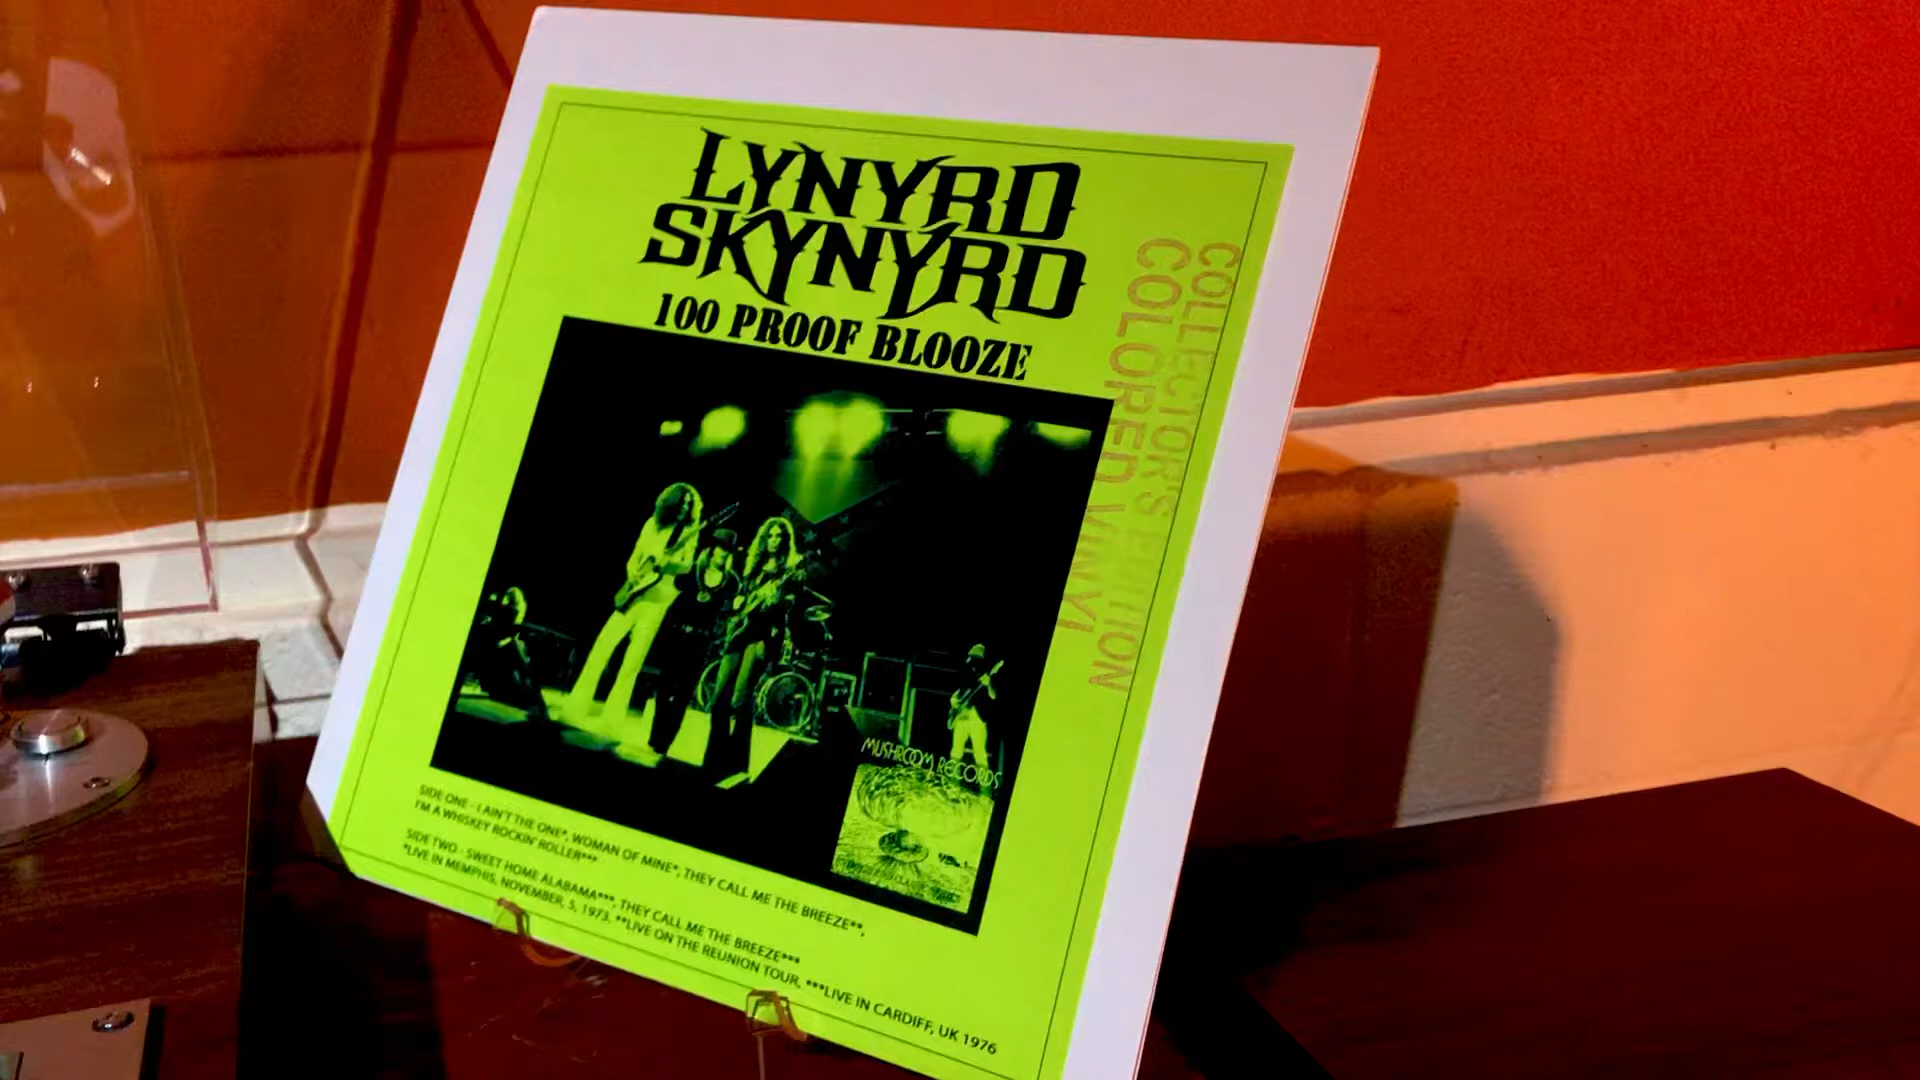 LYNYRD
SKYNYRD
100 PROOF BLOOZE
COLLECTOR'S EDITION
COLORED VINYL
MUSHROOM RECORDS
VOL. 1
SIDE ONE - I AIN'T THE ONE*, WOMAN OF MINE*, THEY CALL ME THE BREEZE**,
I'M A WHISKEY ROCKIN' ROLLER***
SIDE TWO - SWEET HOME ALABAMA***, THEY CALL ME THE BREEZE***
*LIVE IN MEMPHIS, NOVEMBER, 5, 1973, **LIVE ON THE REUNION TOUR, ***LIVE IN CARDIFF, UK 1976